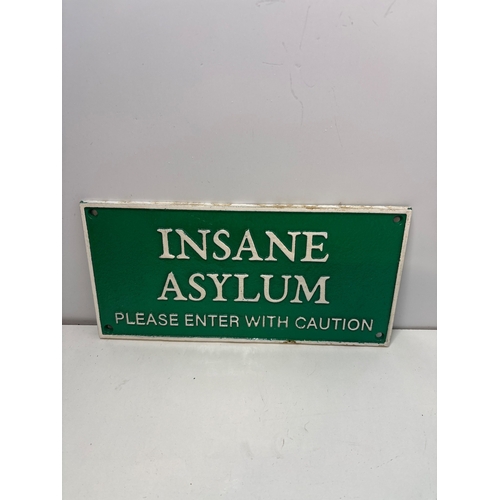 INSANE
ASYLUM
PLEASE ENTER WITH CAUTION